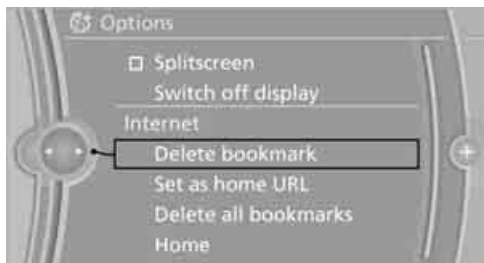 Options
Splitscreen
Switch off display
Internet
Delete bookmark
Set as home URL
Delete all bookmarks
Home